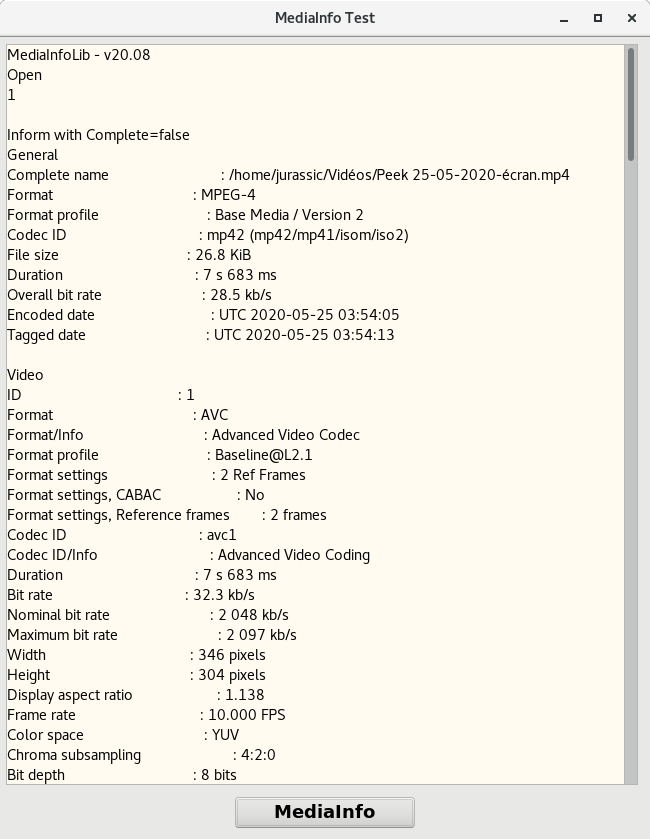 MediaInfo Test
MediaInfoLib - v20.08
Open
1
Inform with Complete=false
General
Complete name : /home/jurassic/Vidéos/Peek 25-05-2020-écran.mp4
Format : MPEG-4
Format profile : Base Media / Version 2
Codec ID : mp42 (mp42/mp41/isom/iso2)
File size : 26.8 KiB
Duration : 7 s 683 ms
Overall bit rate : 28.5 kb/s
Encoded date : UTC 2020-05-25 03:54:05
Tagged date : UTC 2020-05-25 03:54:13
Video
ID : 1
Format : AVC
Format/Info : Advanced Video Codec
Format profile : Baseline@L2.1
Format settings : 2 Ref Frames
Format settings, CABAC : No
Format settings, Reference frames : 2 frames
Codec ID : avc1
Codec ID/Info : Advanced Video Coding
Duration : 7 s 683 ms
Bit rate : 32.3 kb/s
Nominal bit rate : 2 048 kb/s
Maximum bit rate : 2 097 kb/s
Width : 346 pixels
Height : 304 pixels
Display aspect ratio : 1.138
Frame rate : 10.000 FPS
Color space : YUV
Chroma subsampling : 4:2:0
Bit depth : 8 bits
MediaInfo